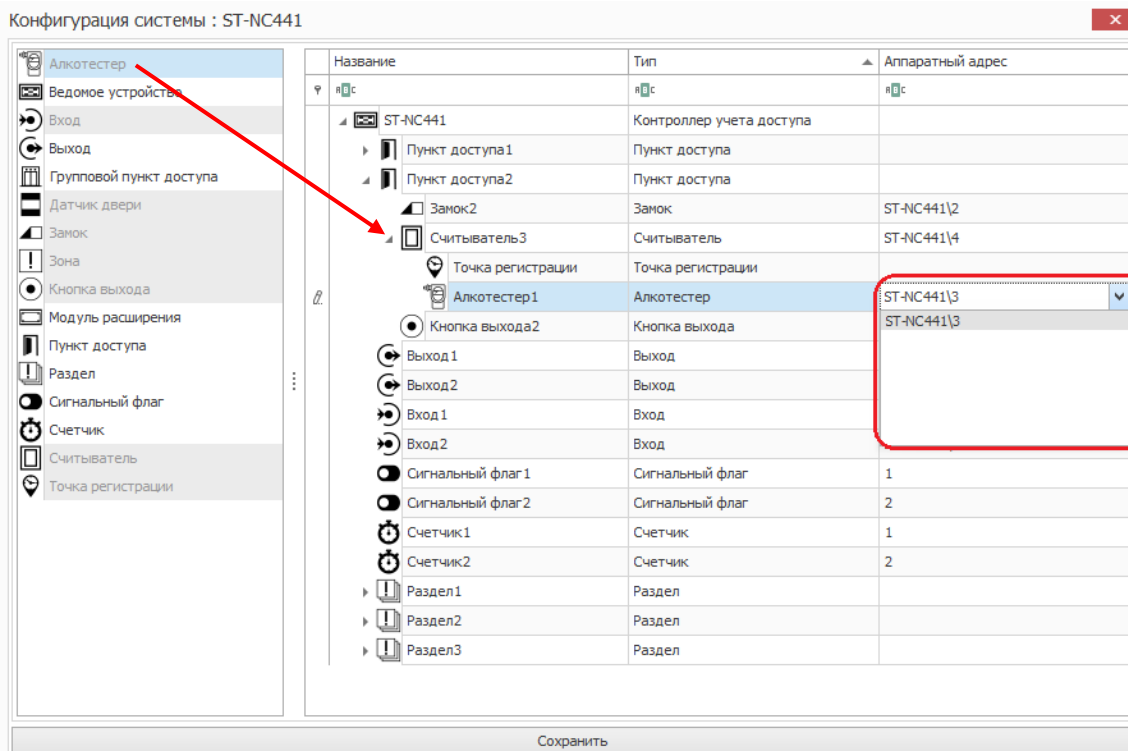 Конфигурация системы : ST-NC441
Алкотестер
Ведомое устройство
Вход
Выход
Групповой пункт доступа
Датчик двери
Замок
Зона
Кнопка выхода
Модуль расширения
Пункт доступа
Раздел
Сигнальный флаг
Счетчик
Считыватель
Точка регистрации
Название Тип Аппаратный адрес
ST-NC441 Контроллер учета доступа
Пункт доступа1 Пункт доступа
Пункт доступа2 Пункт доступа
Замок2 Замок ST-NC441\2
Считыватель3 Считыватель ST-NC441\4
Точка регистрации Точка регистрации
Алкотестер1 Алкотестер ST-NC441\3
ST-NC441\3
Кнопка выхода2 Кнопка выхода
Выход1 Выход
Выход2 Выход
Вход1 Вход
Вход2 Вход
Сигнальный флаг1 Сигнальный флаг 1
Сигнальный флаг2 Сигнальный флаг 2
Счетчик1 Счетчик 1
Счетчик2 Счетчик 2
Раздел1 Раздел
Раздел2 Раздел
Раздел3 Раздел
Сохранить